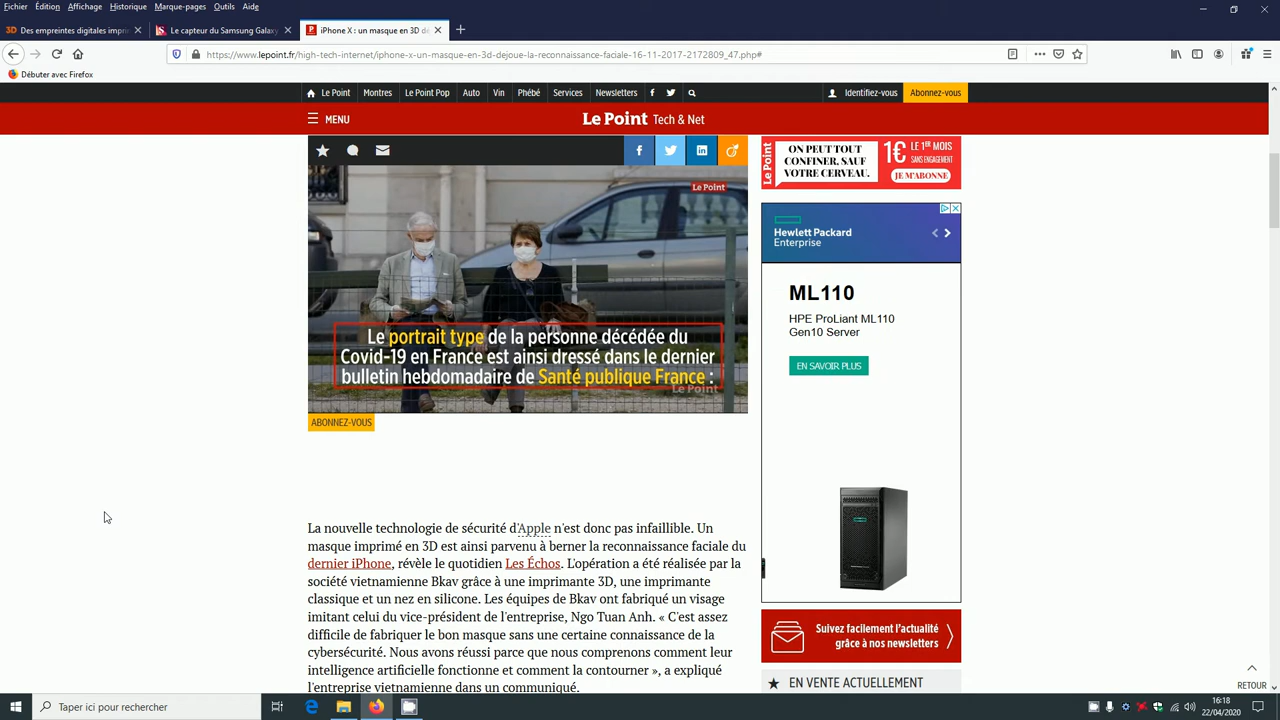 Fichier Édition Affichage Historique Marque-pages Outils Aide
Des empreintes digitales impri
Le capteur du Samsung Galaxy
iPhone X : un masque en 3D dé
https://www.lepoint.fr/high-tech-internet/iphone-x-un-masque-en-3d-dejoue-la-reconnaissance-faciale-16-11-2017-2172809_47.php#
Débuter avec Firefox
Le Point Montres Le Point Pop Auto Vin Phébé Services Newsletters
Identifiez-vous Abonnez-vous
MENU
Le Point Tech & Net
Le Point
Le portrait type de la personne décédée du
Covid-19 en France est ainsi dressé dans le dernier
bulletin hebdomadaire de Santé publique France :
Le Point
ABONNEZ-VOUS
La nouvelle technologie de sécurité d'Apple n'est donc pas infaillible. Un
masque imprimé en 3D est ainsi parvenu à berner la reconnaissance faciale du
dernier iPhone, révèle le quotidien Les Échos. L'opération a été réalisée par la
société vietnamienne Bkav grâce à une imprimante 3D, une imprimante
classique et un nez en silicone. Les équipes de Bkav ont fabriqué un visage
imitant celui du vice-président de l'entreprise, Ngo Tuan Anh. « C'est assez
difficile de fabriquer le bon masque sans une certaine connaissance de la
cybersécurité. Nous avons réussi parce que nous comprenons comment leur
intelligence artificielle fonctionne et comment la contourner », a expliqué
l'entreprise vietnamienne dans un communiqué.
Le Point
ON PEUT TOUT
CONFINER, SAUF
VOTRE CERVEAU.
1€
LE 1ER MOIS
SANS ENGAGEMENT
JE M'ABONNE
Hewlett Packard
Enterprise
ML110
HPE ProLiant ML110
Gen10 Server
EN SAVOIR PLUS
Suivez facilement l'actualité
grâce à nos newsletters
EN VENTE ACTUELLEMENT
RETOUR
Taper ici pour rechercher
16:18
22/04/2020